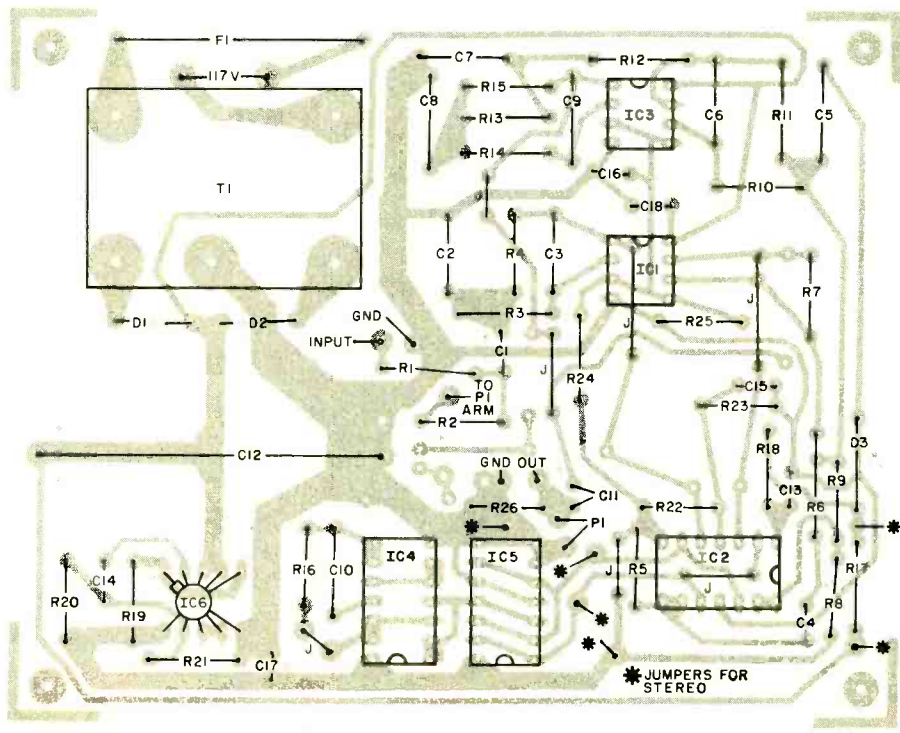 F1
C7
R12
117V
C8
R15
C9
IC3
C6
R11
C5
R13
R14
T1
C16
R10
C18
C2
R4
C3
IC1
R7
D1
D2
GND
R3
J
R25
J
INPUT
R1
C1
J
R24
TO
P1
ARM
C15
R23
R2
C12
GND OUT
R18
D3
C13
R9
R26
C11
R22
R6
P1
IC4
IC5
IC2
R16
C10
J
R5
J
R17
C14
R20
R19
IC6
R8
C4
J
R21
C17
JUMPERS FOR
STEREO